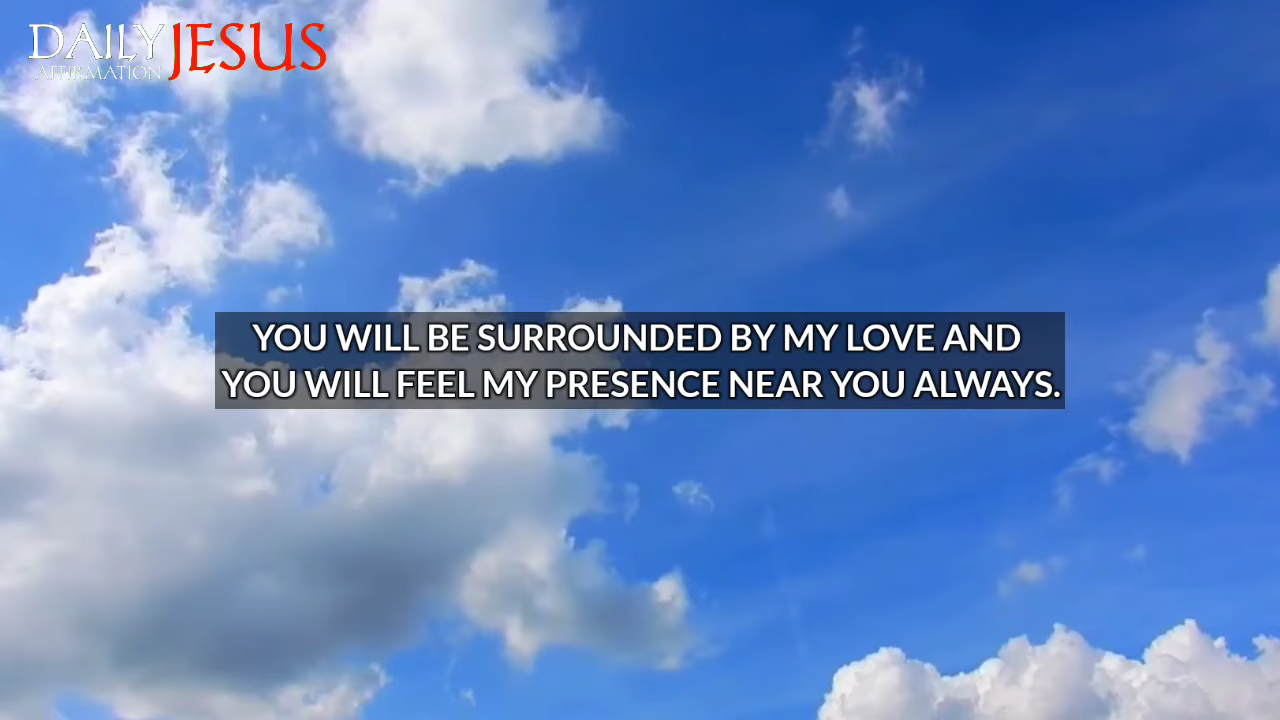 DAILY JESUS
AFFIRMATION
YOU WILL BE SURROUNDED BY MY LOVE AND
YOU WILL FEEL MY PRESENCE NEAR YOU ALWAYS.